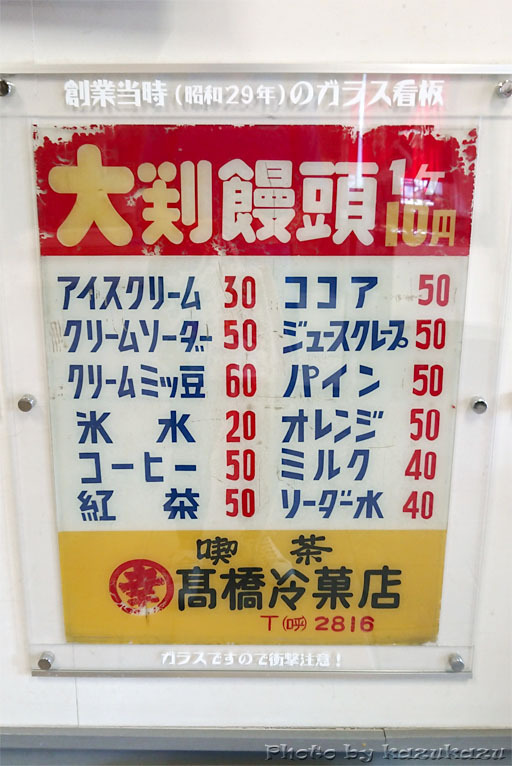 創業当時(昭和29年)のガラス看板
大判饅頭 1ケ 10円
アイスクリーム 30
クリームソーダー 50
クリームミッ豆 60
氷水 20
コーヒー 50
紅茶 50
ココア 50
ジュースクレープ 50
パイン 50
オレンジ 50
ミルク 40
ソーダー水 40
喫茶
髙橋冷菓店
T(呼)2816
ガラスですので衝撃注意!
Photo by kazukazu